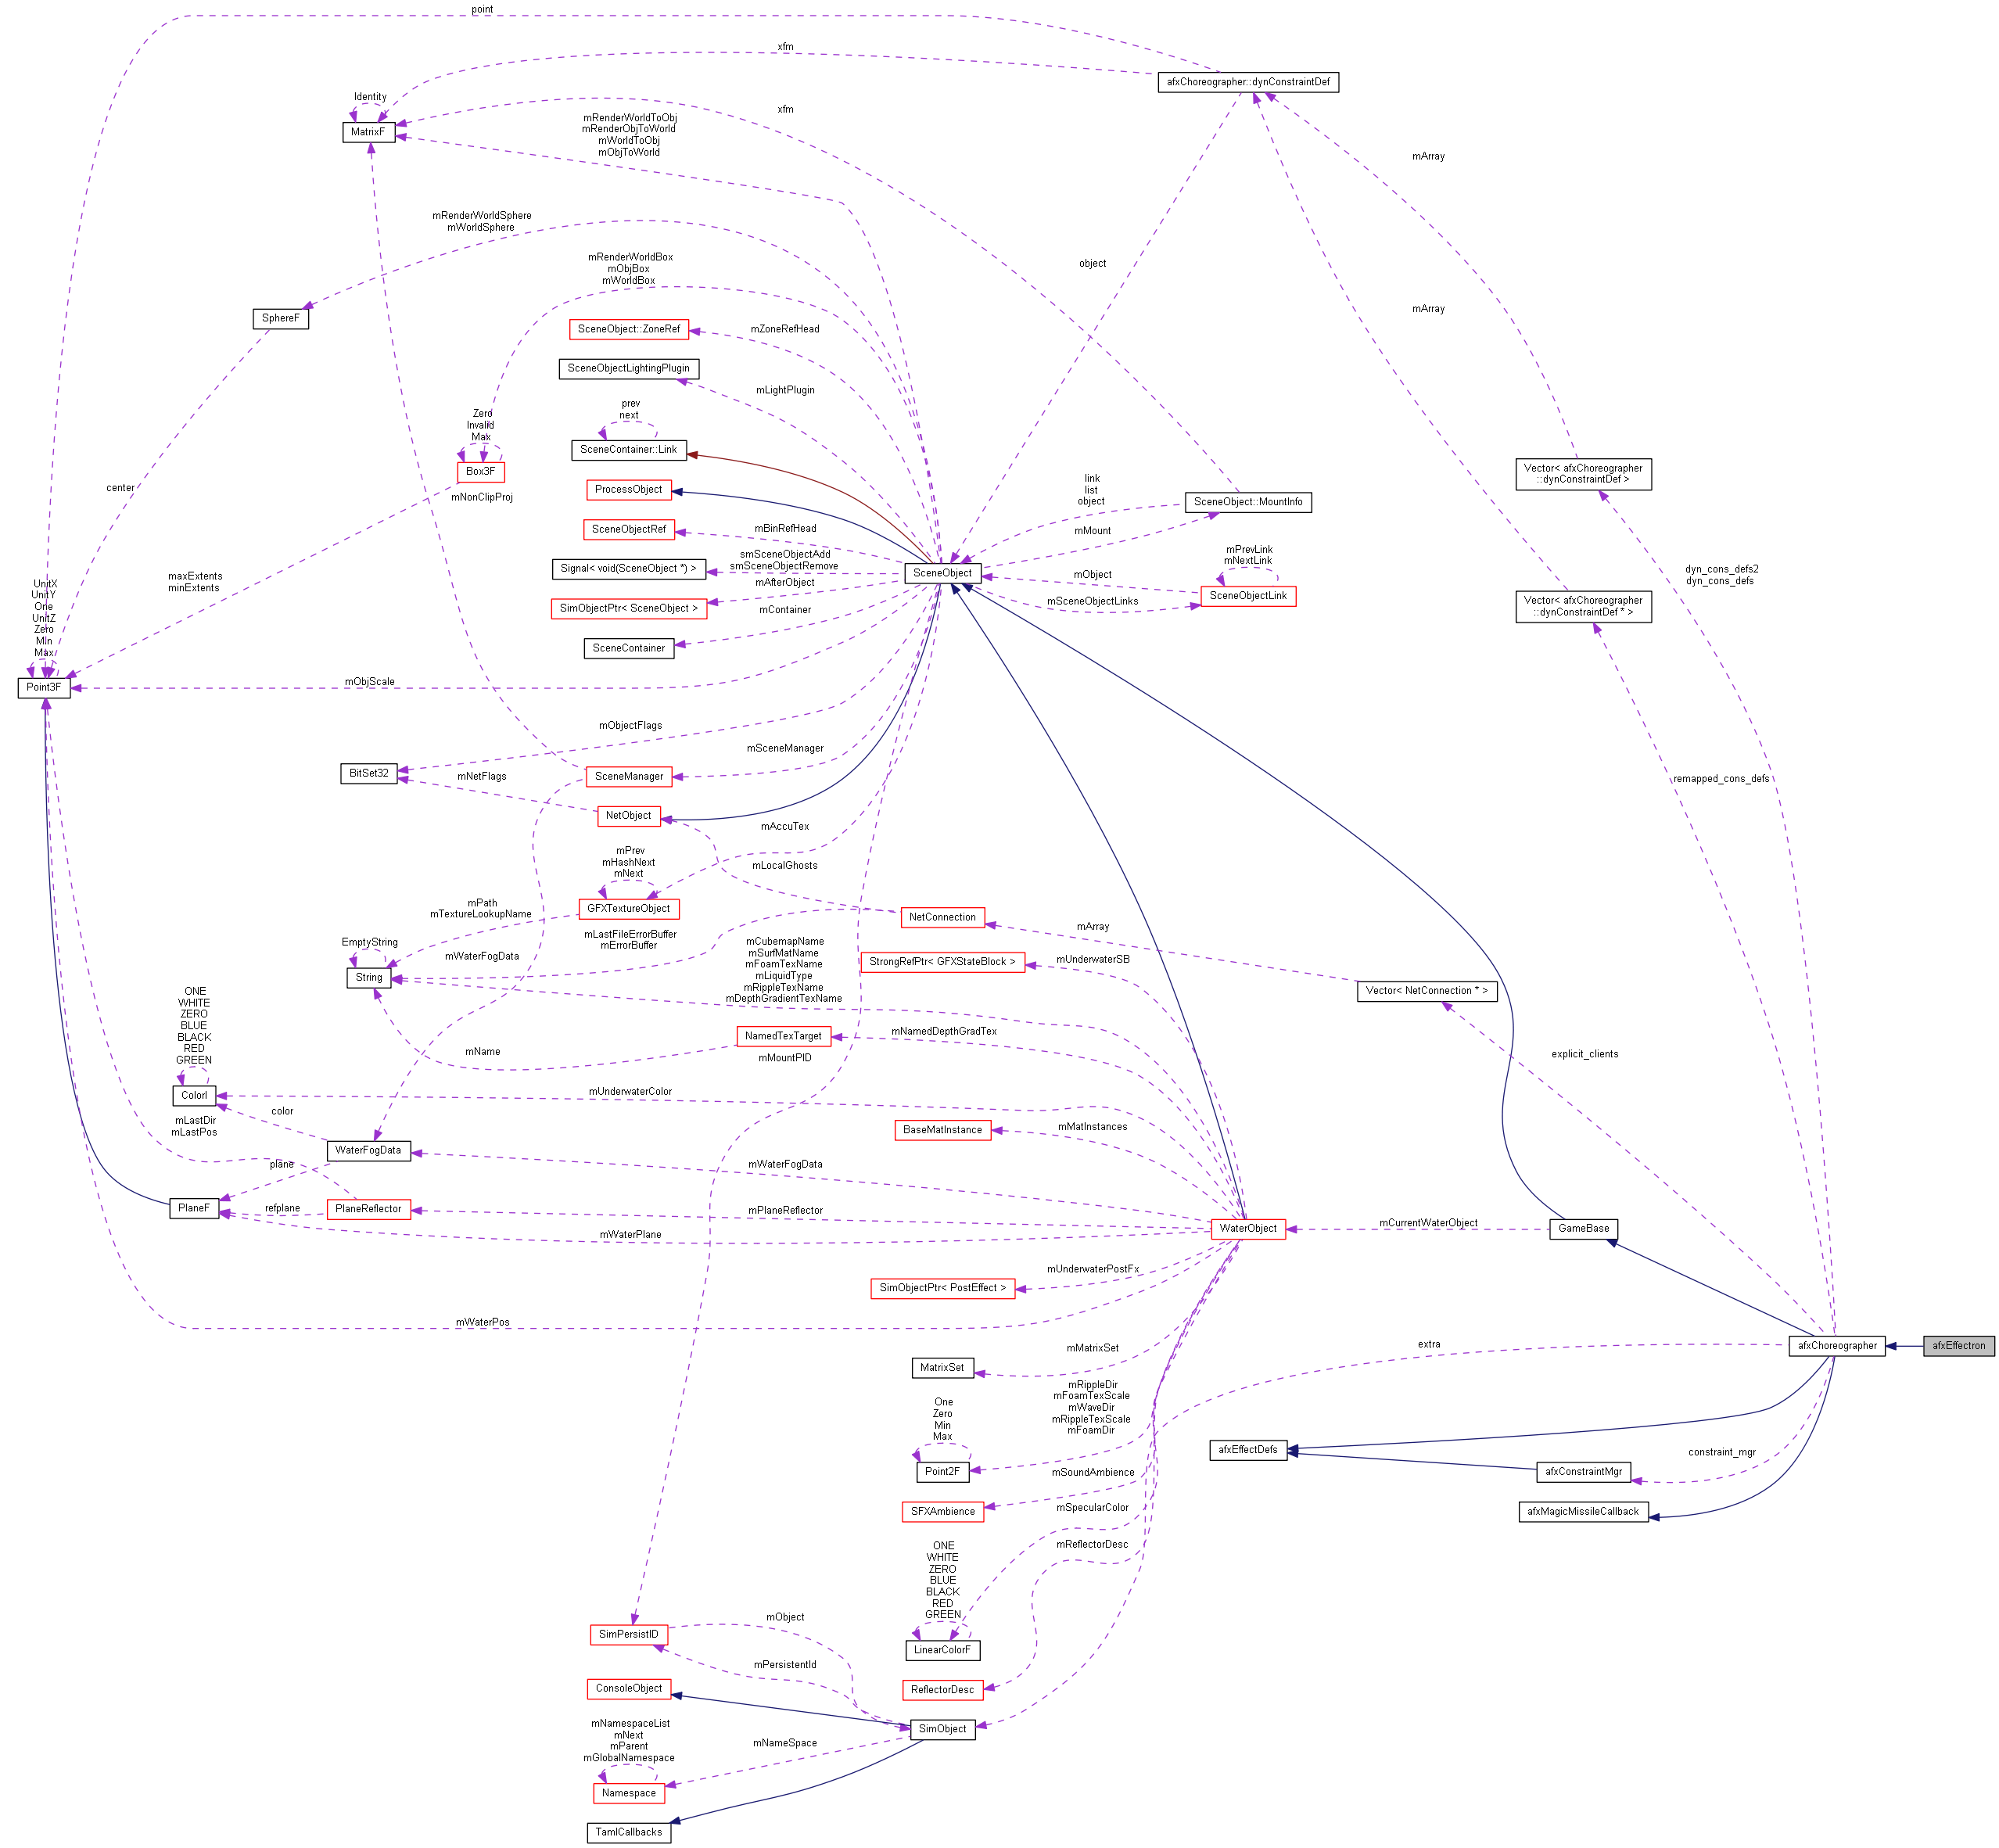 point
xfm
afxChoreographer::dynConstraintDef
Identity
MatrixF
xfm
mRenderWorldToObj
mRenderObjToWorld
mWorldToObj
mObjToWorld
mArray
mRenderWorldSphere
mWorldSphere
object
mRenderWorldBox
mObjBox
mWorldBox
mArray
SphereF
SceneObject::ZoneRef
mZoneRefHead
SceneObjectLightingPlugin
mLightPlugin
prev
next
SceneContainer::Link
Zero
Invalid
Max
Box3F
center
mNonClipProj
ProcessObject
link
list
object
SceneObject::MountInfo
Vector< afxChoreographer
::dynConstraintDef >
SceneObjectRef
mBinRefHead
mMount
smSceneObjectAdd
smSceneObjectRemove
Signal< void(SceneObject *) >
SceneObject
mAfterObject
mPrevLink
mNextLink
mObject
SceneObjectLink
mSceneObjectLinks
maxExtents
minExtents
SimObjectPtr< SceneObject >
mContainer
dyn_cons_defs2
dyn_cons_defs
Vector< afxChoreographer
::dynConstraintDef * >
UnitX
UnitY
One
UnitZ
Zero
Min
Max
Point3F
SceneContainer
mObjScale
mObjectFlags
mSceneManager
BitSet32
mNetFlags
SceneManager
remapped_cons_defs
NetObject
mAccuTex
mPrev
mHashNext
mNext
mLocalGhosts
GFXTextureObject
mPath
mTextureLookupName
NetConnection
mArray
mLastFileErrorBuffer
mErrorBuffer
EmptyString
String
mWaterFogData
mCubemapName
mSurfMatName
mFoamTexName
mLiquidType
mRippleTexName
mDepthGradientTexName
StrongRefPtr< GFXStateBlock >
mUnderwaterSB
Vector< NetConnection * >
ONE
WHITE
ZERO
BLUE
BLACK
RED
GREEN
ColorI
mName
NamedTexTarget
mNamedDepthGradTex
mMountPID
explicit_clients
mUnderwaterColor
color
mLastDir
mLastPos
BaseMatInstance
mMatInstances
WaterFogData
plane
mWaterFogData
PlaneF
refplane
PlaneReflector
mPlaneReflector
mWaterPlane
WaterObject
mCurrentWaterObject
GameBase
SimObjectPtr< PostEffect >
mUnderwaterPostFx
mWaterPos
mMatrixSet
MatrixSet
extra
afxChoreographer
afxEffectron
mRippleDir
mFoamTexScale
mWaveDir
mRippleTexScale
mFoamDir
One
Zero
Min
Max
Point2F
afxEffectDefs
constraint_mgr
afxConstraintMgr
mSoundAmbience
SFXAmbience
mSpecularColor
afxMagicMissileCallback
mReflectorDesc
ONE
WHITE
ZERO
BLUE
BLACK
RED
GREEN
LinearColorF
SimPersistID
mObject
mPersistentId
ConsoleObject
ReflectorDesc
SimObject
mNamespaceList
mNext
mParent
mGlobalNamespace
mNameSpace
Namespace
TamlCallbacks